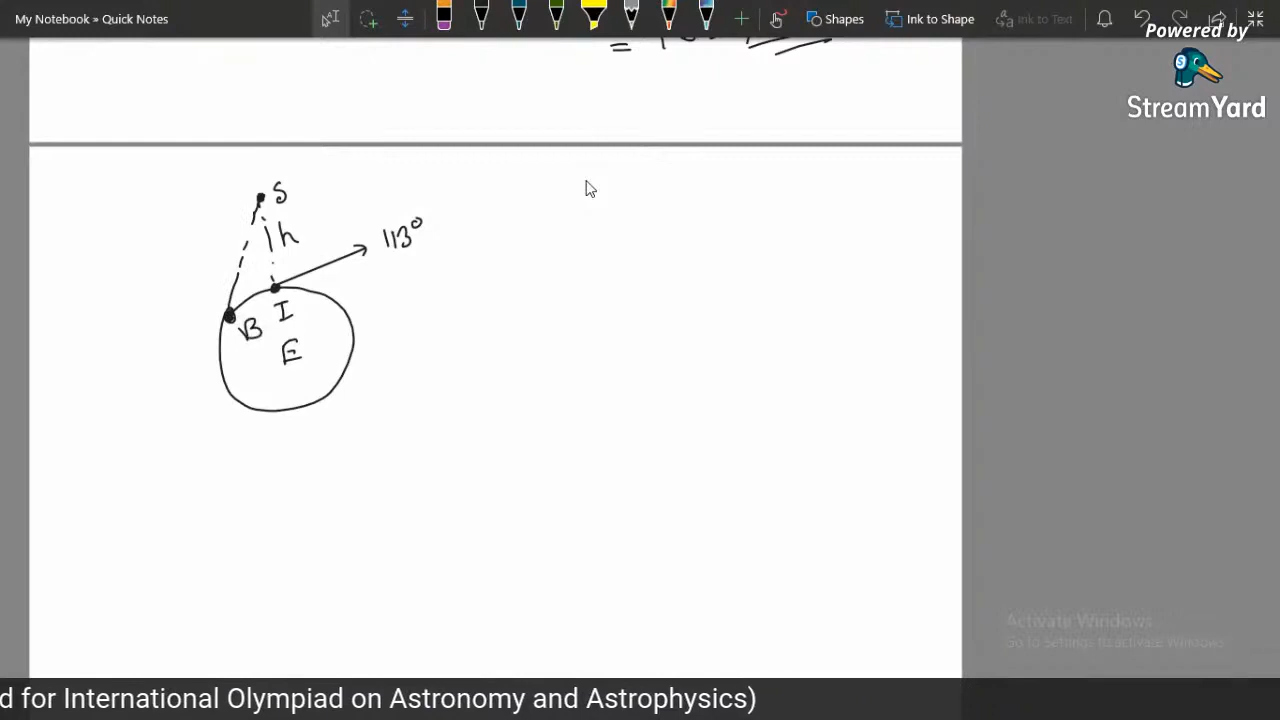 My Notebook » Quick Notes
Shapes
Ink to Shape
Ink to Text
Powered by
StreamYard
=
S
h
113°
I
B
E
Activate Windows
Go to Settings to activate Windows.
d for International Olympiad on Astronomy and Astrophysics)